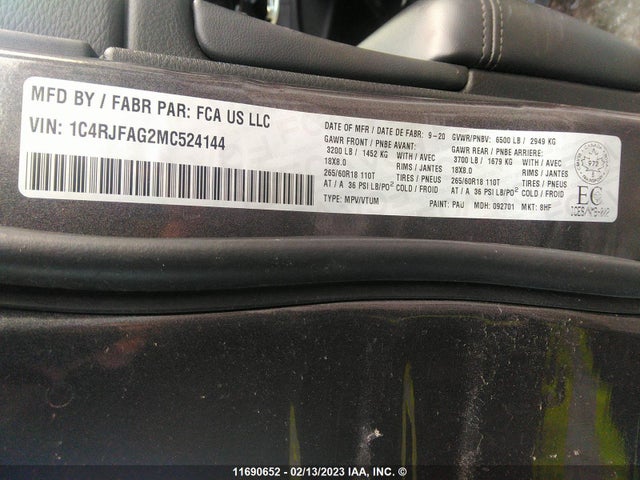 MFD BY / FABR PAR: FCA US LLC
VIN: 1C4RJFAG2MC524144
DATE OF MFR / DATE DE FABR: 9-20 GVWR/PNBV: 6500 LB / 2949 KG
GAWR FRONT / PNBE AVANT: GAWR REAR / PNBE ARRIERE:
3200 LB / 1452 KG WITH / AVEC 3700 LB / 1679 KG WITH / AVEC
18X8.0 RIMS / JANTES 18X8.0 RIMS / JANTES
265/60R18 110T TIRES / PNEUS 265/60R18 110T TIRES / PNEUS
AT / A 36 PSI LB/PO² COLD / FROID AT / A 36 PSI LB/PO² COLD / FROID
TYPE: MPV/VTUM PAINT: PAU MDH: 092701 MKT: BHF
972
EC
11690652 - 02/13/2023 IAA, INC. ©